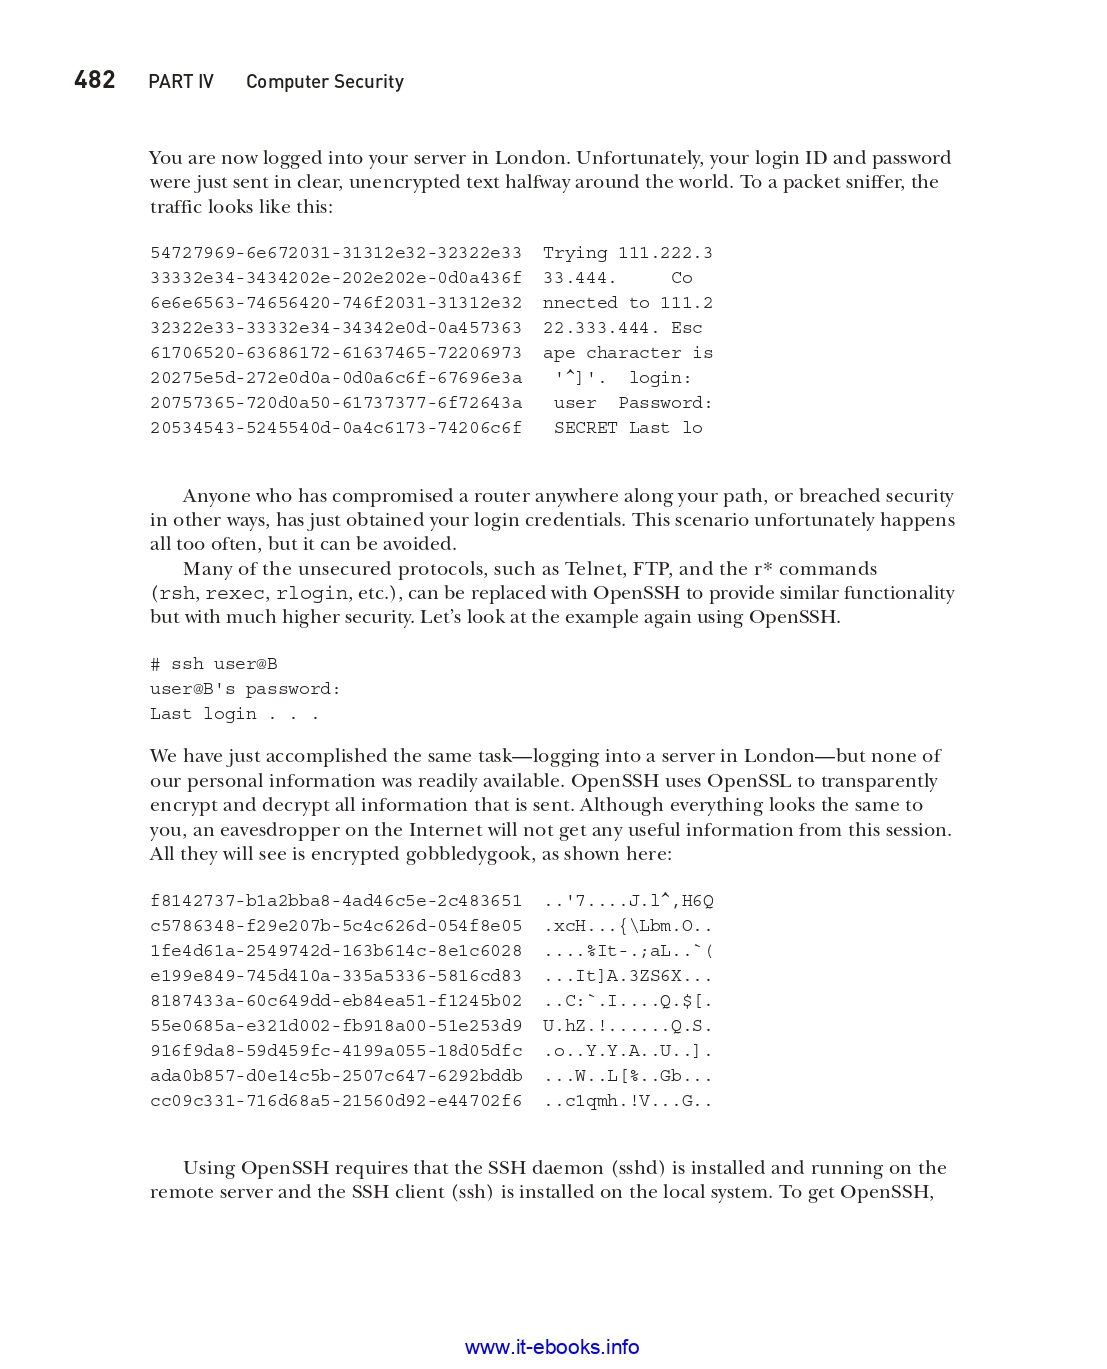 482 PART IV Computer Security
You are now logged into your server in London. Unfortunately, your login ID and password
were just sent in clear, unencrypted text halfway around the world. To a packet sniffer, the
traffic looks like this:
54727969-6e672031-31312e32-32322e33  Trying 111.222.3
33332e34-3434202e-202e202e-0d0a436f  33.444.     Co
6e6e6563-74656420-746f2031-31312e32  nnected to 111.2
32322e33-33332e34-34342e0d-0a457363  22.333.444. Esc
61706520-63686172-61637465-72206973  ape character is
20275e5d-272e0d0a-0d0a6c6f-67696e3a   '^]'.  login:
20757365-720d0a50-61737377-6f72643a   user  Password:
20534543-5245540d-0a4c6173-74206c6f   SECRET Last lo
Anyone who has compromised a router anywhere along your path, or breached security
in other ways, has just obtained your login credentials. This scenario unfortunately happens
all too often, but it can be avoided.
Many of the unsecured protocols, such as Telnet, FTP, and the r* commands
(rsh, rexec, rlogin, etc.), can be replaced with OpenSSH to provide similar functionality
but with much higher security. Let’s look at the example again using OpenSSH.
# ssh user@B
user@B's password:
Last login . . .
We have just accomplished the same task—logging into a server in London—but none of
our personal information was readily available. OpenSSH uses OpenSSL to transparently
encrypt and decrypt all information that is sent. Although everything looks the same to
you, an eavesdropper on the Internet will not get any useful information from this session.
All they will see is encrypted gobbledygook, as shown here:
f8142737-b1a2bba8-4ad46c5e-2c483651  ..'7....J.l^,H6Q
c5786348-f29e207b-5c4c626d-054f8e05  .xcH...{\Lbm.O..
1fe4d61a-2549742d-163b614c-8e1c6028  ....%It-.;aL..`(
e199e849-745d410a-335a5336-5816cd83  ...It]A.3ZS6X...
8187433a-60c649dd-eb84ea51-f1245b02  ..C:`.I....Q.$[.
55e0685a-e321d002-fb918a00-51e253d9  U.hZ.!......Q.S.
916f9da8-59d459fc-4199a055-18d05dfc  .o..Y.Y.A..U..].
ada0b857-d0e14c5b-2507c647-6292bddb  ...W..L[%..Gb...
cc09c331-716d68a5-21560d92-e44702f6  ..c1qmh.!V...G..
Using OpenSSH requires that the SSH daemon (sshd) is installed and running on the
remote server and the SSH client (ssh) is installed on the local system. To get OpenSSH,
www.it-ebooks.info